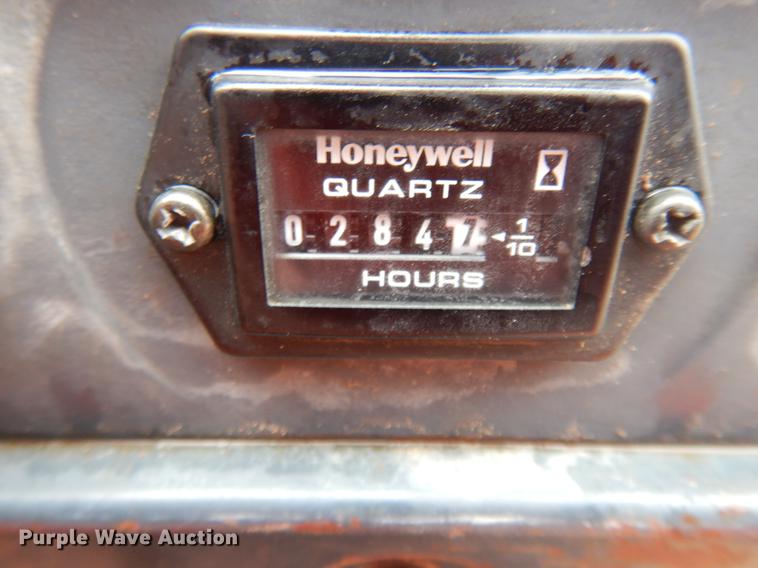 Honeywell
QUARTZ
0 2 8 4 7 ◄ 1/10
HOURS
Purple Wave Auction